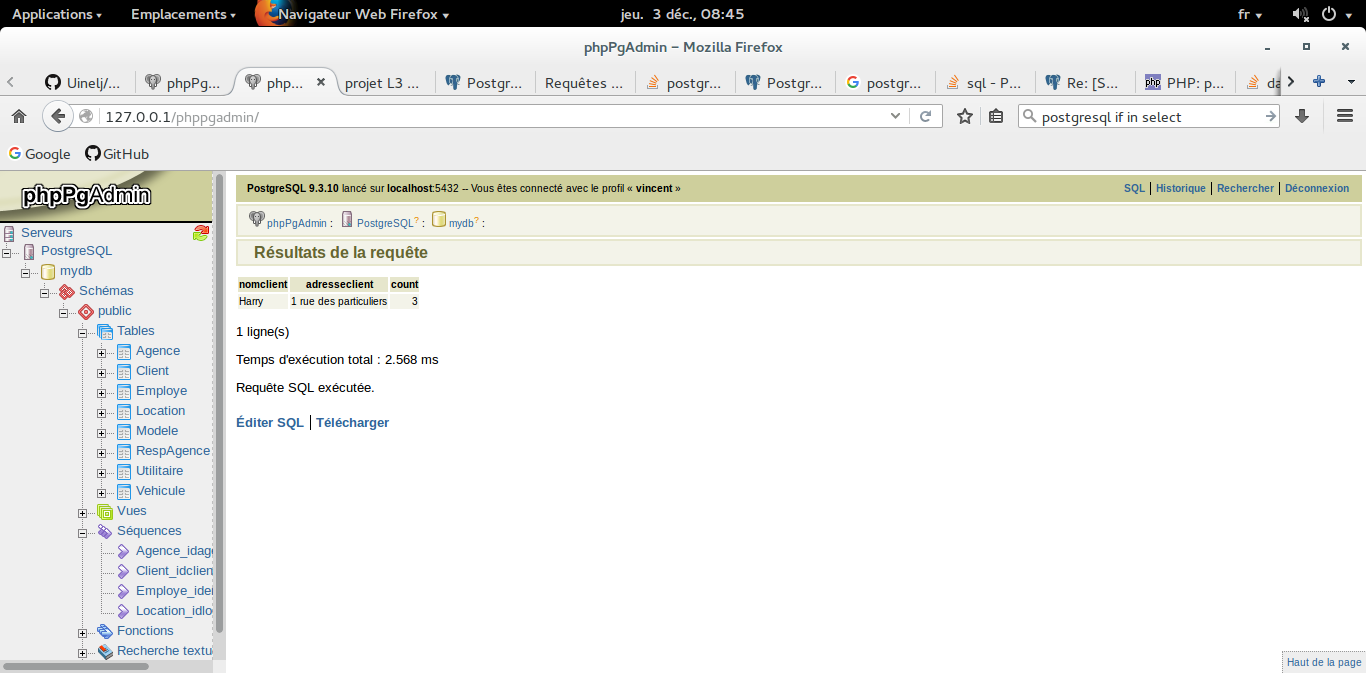 Applications Emplacements Navigateur Web Firefox jeu. 3 déc., 08:45 fr
phpPgAdmin – Mozilla Firefox
Uinelj/... phpPg... php... projet L3 ... Postgr... Requêtes ... postgr... Postgr... postgr... sql - P... Re: [S... PHP: p... da
127.0.0.1/phppgadmin/ postgresql if in select
Google GitHub
phpPgAdmin
Serveurs
PostgreSQL
mydb
Schémas
public
Tables
Agence
Client
Employe
Location
Modele
RespAgence
Utilitaire
Vehicule
Vues
Séquences
Agence_idag
Client_idclien
Employe_ide
Location_idlo
Fonctions
Recherche textu
PostgreSQL 9.3.10 lancé sur localhost:5432 -- Vous êtes connecté avec le profil « vincent »
SQL | Historique | Rechercher | Déconnexion
phpPgAdmin : PostgreSQL? : mydb? :
Résultats de la requête
nomclient adresseclient count
Harry 1 rue des particuliers 3
1 ligne(s)
Temps d'exécution total : 2.568 ms
Requête SQL exécutée.
Éditer SQL | Télécharger
Haut de la page